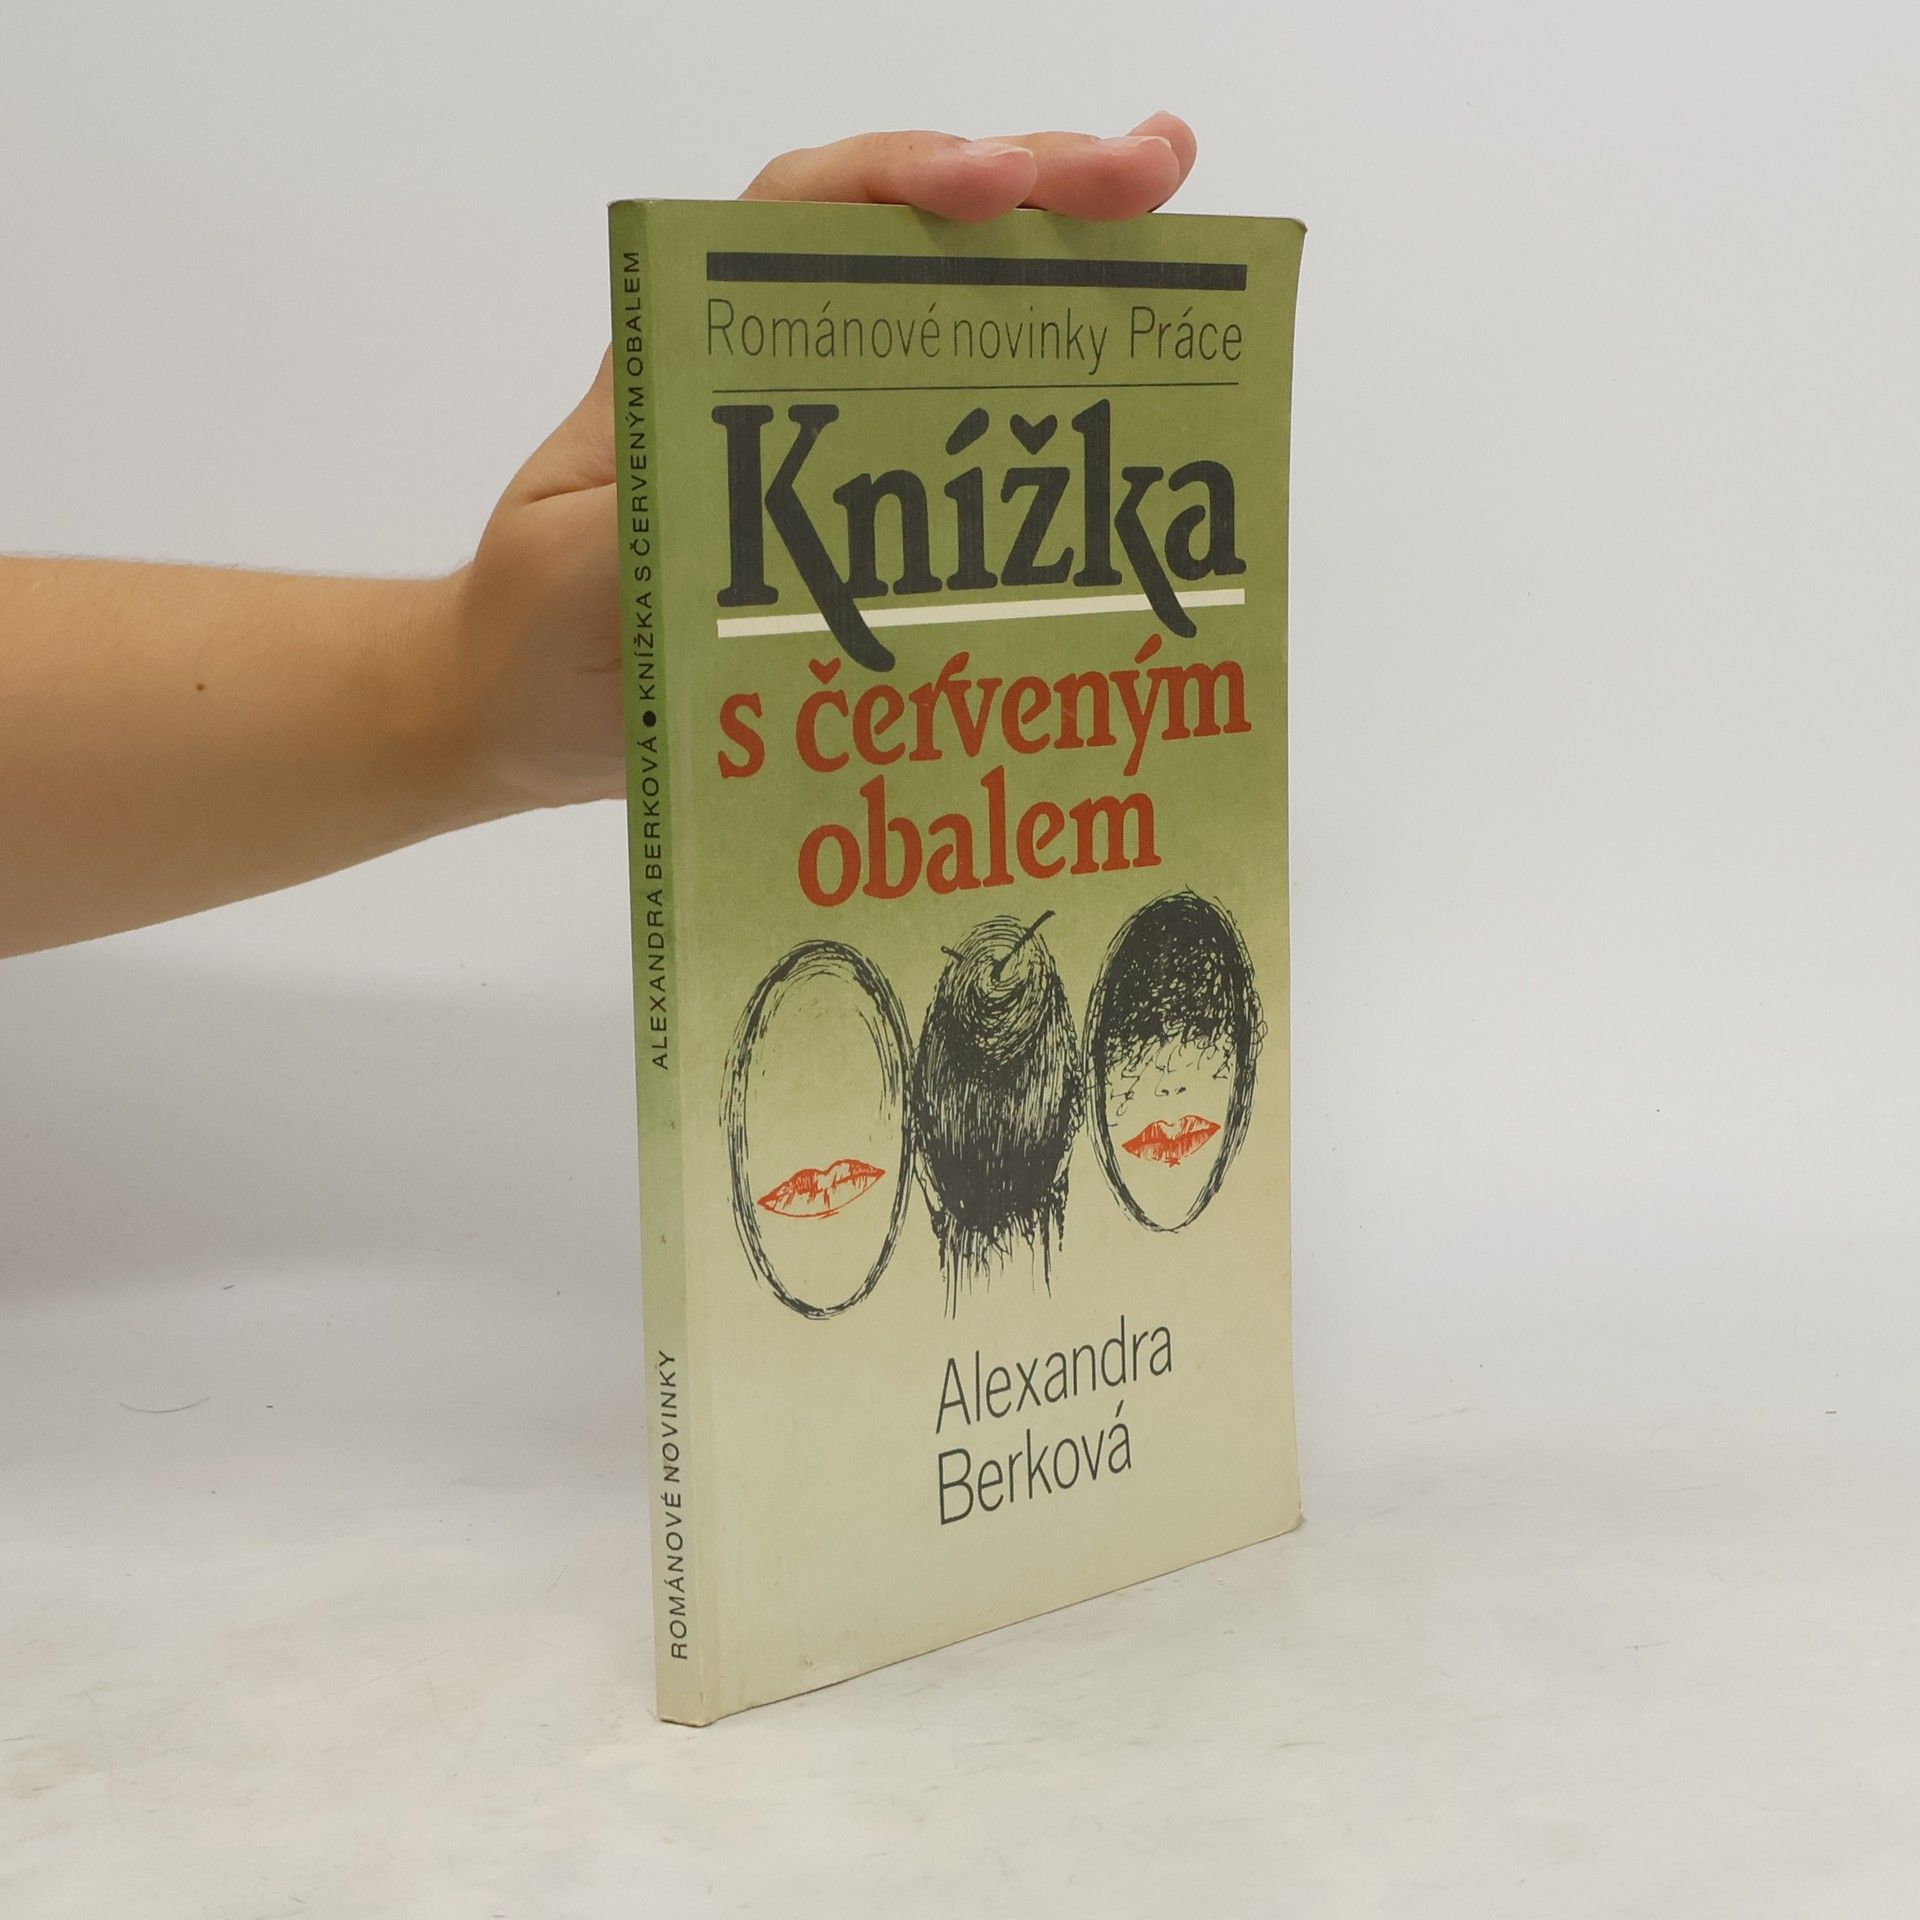 Románové novinky Práce
Knížka
s červeným
obalem
Alexandra
Berková
ALEXANDRA BERKOVÁ ● KNÍŽKA S ČERVENÝM OBALEM
ROMÁNOVÉ NOVINKY